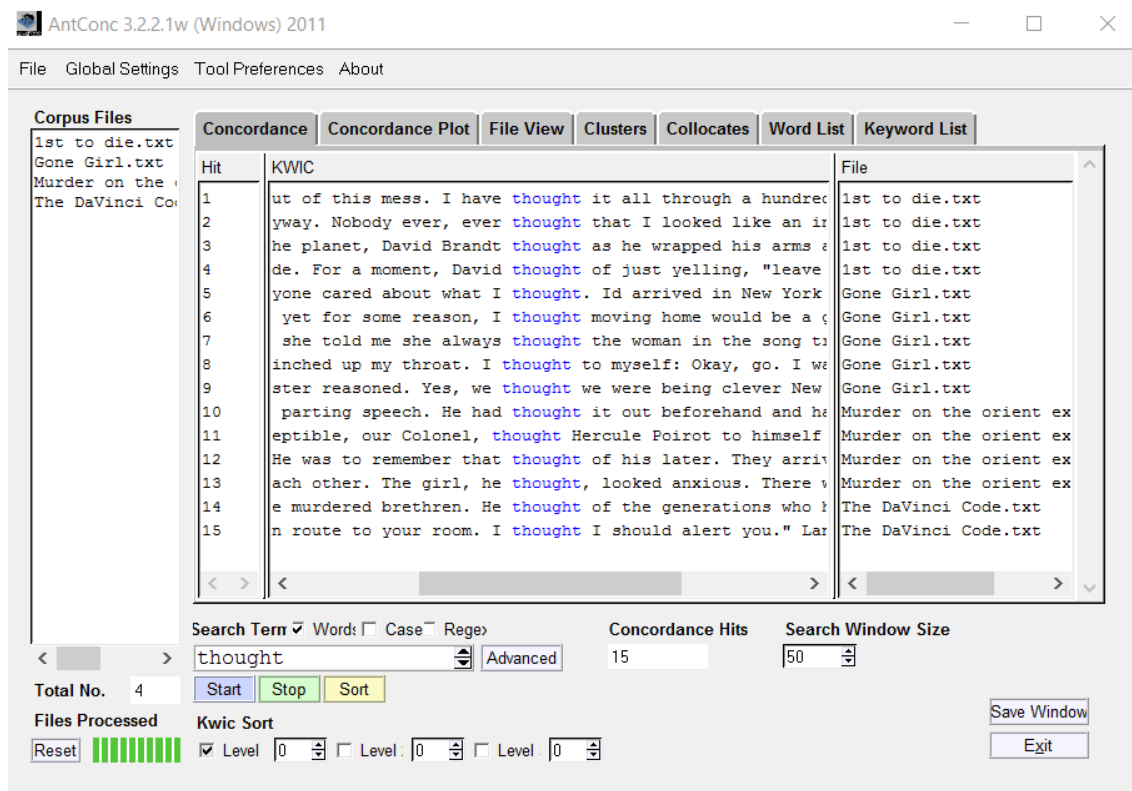 AntConc 3.2.2.1w (Windows) 2011
File Global Settings Tool Preferences About
Corpus Files
1st to die.txt
Gone Girl.txt
Murder on the
The DaVinci Co
Concordance Concordance Plot File View Clusters Collocates Word List Keyword List
Hit KWIC File
1 ut of this mess. I have thought it all through a hundred 1st to die.txt
2 yway. Nobody ever, ever thought that I looked like an in 1st to die.txt
3 he planet, David Brandt thought as he wrapped his arms a 1st to die.txt
4 de. For a moment, David thought of just yelling, "leave 1st to die.txt
5 yone cared about what I thought. Id arrived in New York Gone Girl.txt
6 yet for some reason, I thought moving home would be a g Gone Girl.txt
7 she told me she always thought the woman in the song tr Gone Girl.txt
8 inched up my throat. I thought to myself: Okay, go. I wa Gone Girl.txt
9 ster reasoned. Yes, we thought we were being clever New Gone Girl.txt
10 parting speech. He had thought it out beforehand and ha Murder on the orient ex
11 eptible, our Colonel, thought Hercule Poirot to himself Murder on the orient ex
12 He was to remember that thought of his later. They arriv Murder on the orient ex
13 ach other. The girl, he thought, looked anxious. There w Murder on the orient ex
14 e murdered brethren. He thought of the generations who h The DaVinci Code.txt
15 n route to your room. I thought I should alert you." Lar The DaVinci Code.txt
Search Term Words Case Regex Concordance Hits Search Window Size
thought Advanced 15 50
Total No. 4 Start Stop Sort
Files Processed Kwic Sort Save Window
Reset Level 0 Level 0 Level 0 Exit